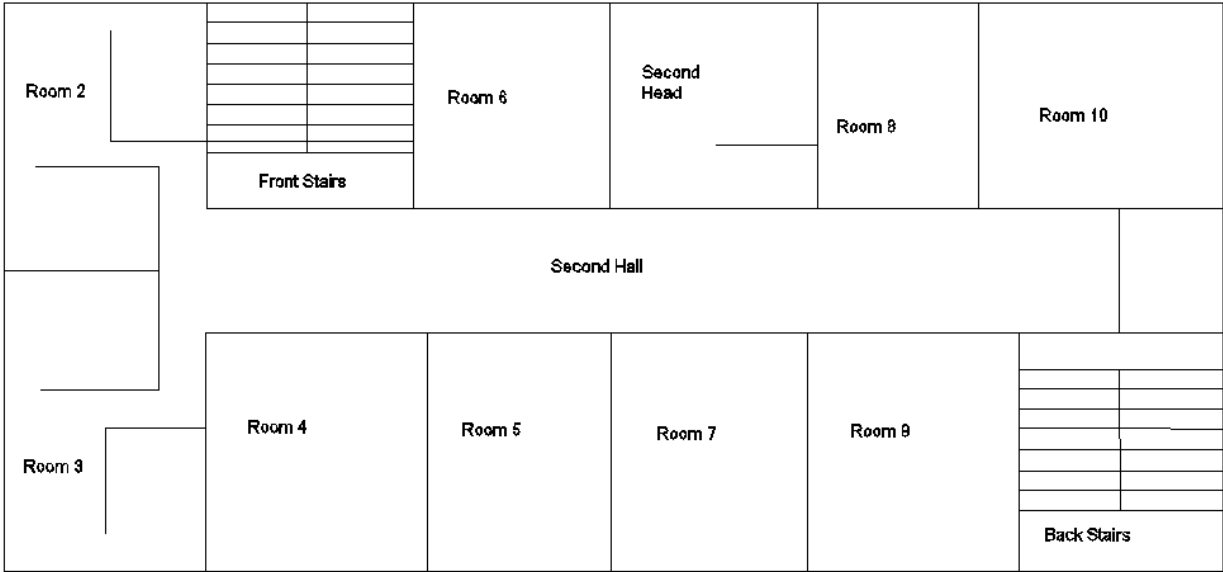 Room 2
Front Stairs
Room 6
Second
Head
Room 8
Room 10
Second Hall
Room 3
Room 4
Room 5
Room 7
Room 9
Back Stairs